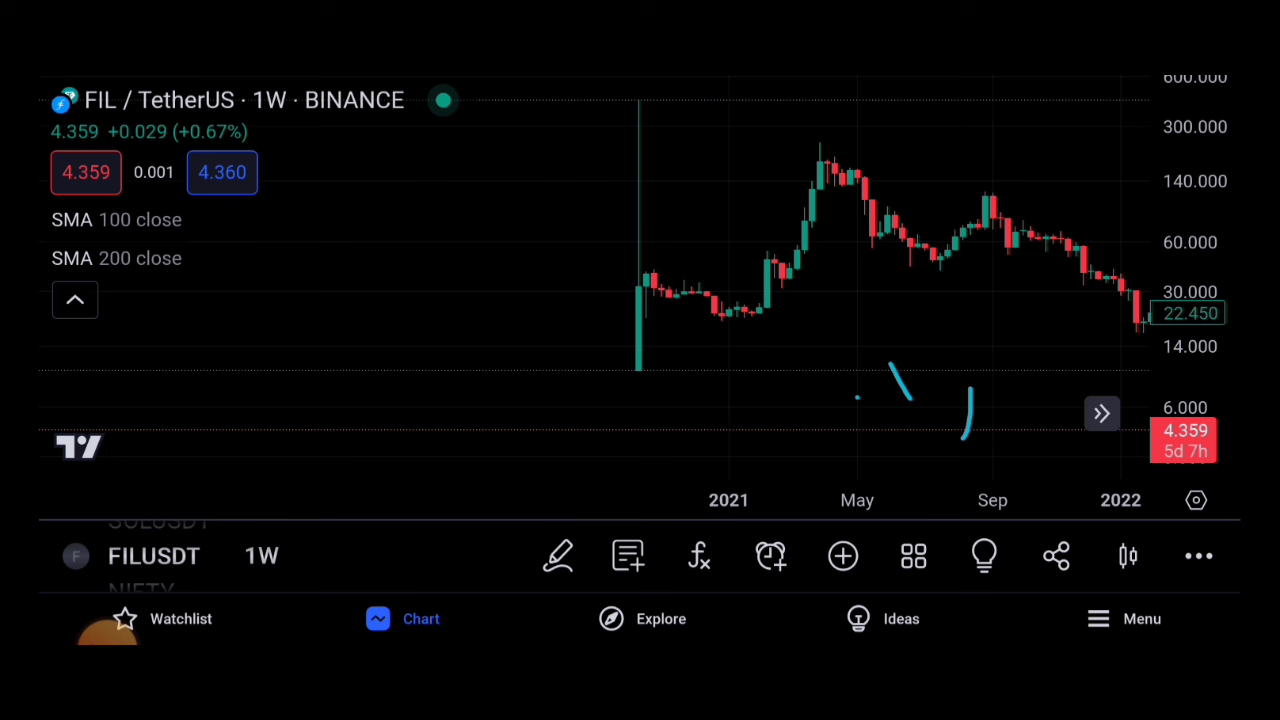 FIL / TetherUS · 1W · BINANCE
4.359 +0.029 (+0.67%)
4.359 0.001 4.360
SMA 100 close
SMA 200 close
600.000
300.000
140.000
60.000
30.000
22.450
14.000
6.000
4.359
5d 7h
2021 May Sep 2022
SOLUSDT
F FILUSDT 1W
NIFTY
Watchlist Chart Explore Ideas Menu